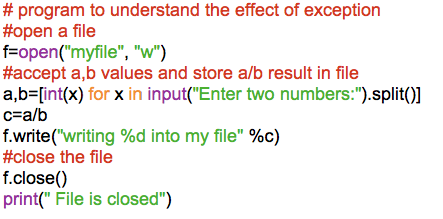 # program to understand the effect of exception
#open a file
f=open("myfile", "w")
#accept a,b values and store a/b result in file
a,b=[int(x) for x in input("Enter two numbers:").split()]
c=a/b
f.write("writing %d into my file" %c)
#close the file
f.close()
print(" File is closed")